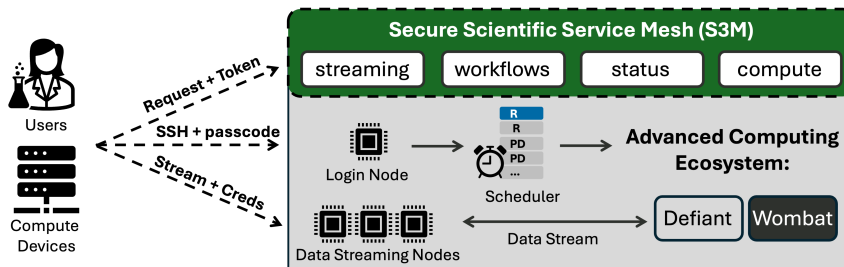 Secure Scientific Service Mesh (S3M)
streaming
workflows
status
compute
Request + Token
Users
SSH + passcode
Stream + Creds
Compute
Devices
Login Node
R
R
PD
PD
...
Scheduler
Advanced Computing
Ecosystem:
Data Streaming Nodes
Data Stream
Defiant
Wombat